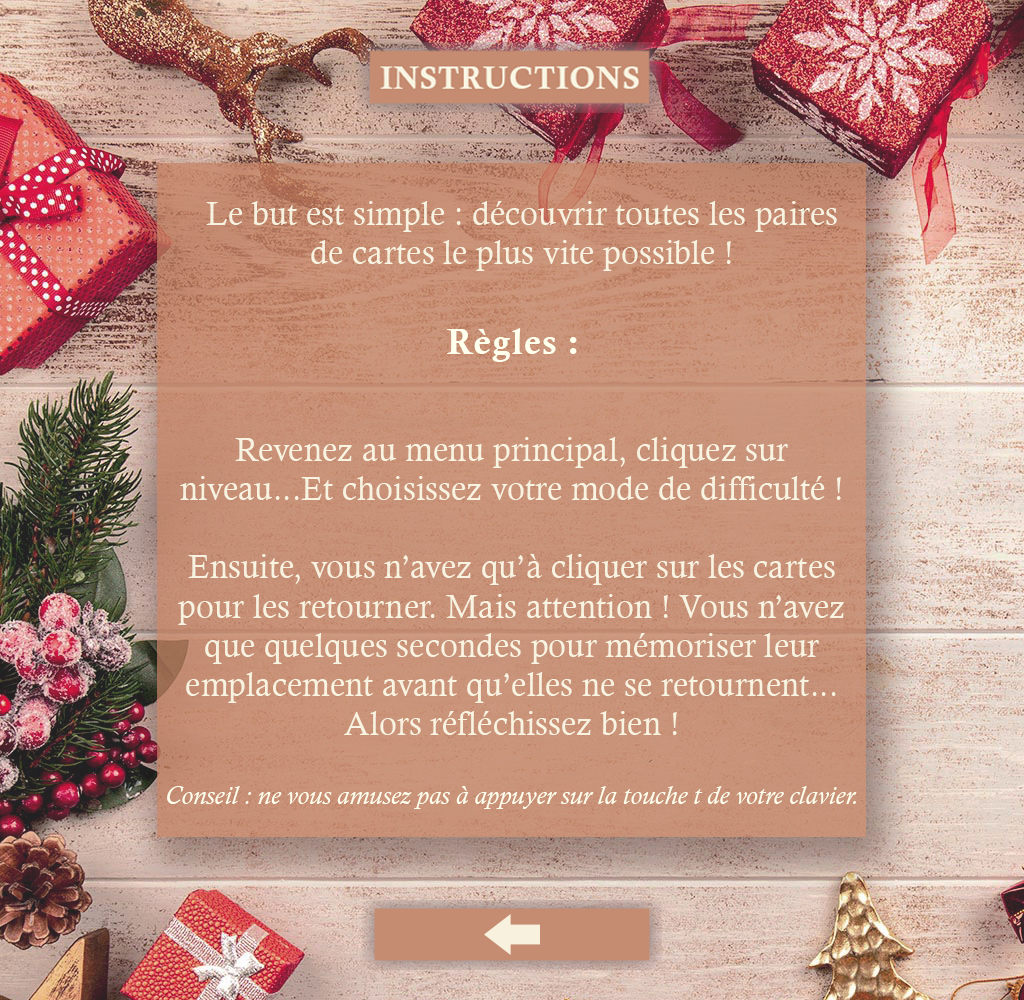 INSTRUCTIONS
Le but est simple : découvrir toutes les paires
de cartes le plus vite possible !
Règles :
Revenez au menu principal, cliquez sur
niveau...Et choisissez votre mode de difficulté !
Ensuite, vous n’avez qu’à cliquer sur les cartes
pour les retourner. Mais attention ! Vous n’avez
que quelques secondes pour mémoriser leur
emplacement avant qu’elles ne se retournent...
Alors réfléchissez bien !
Conseil : ne vous amusez pas à appuyer sur la touche t de votre clavier.